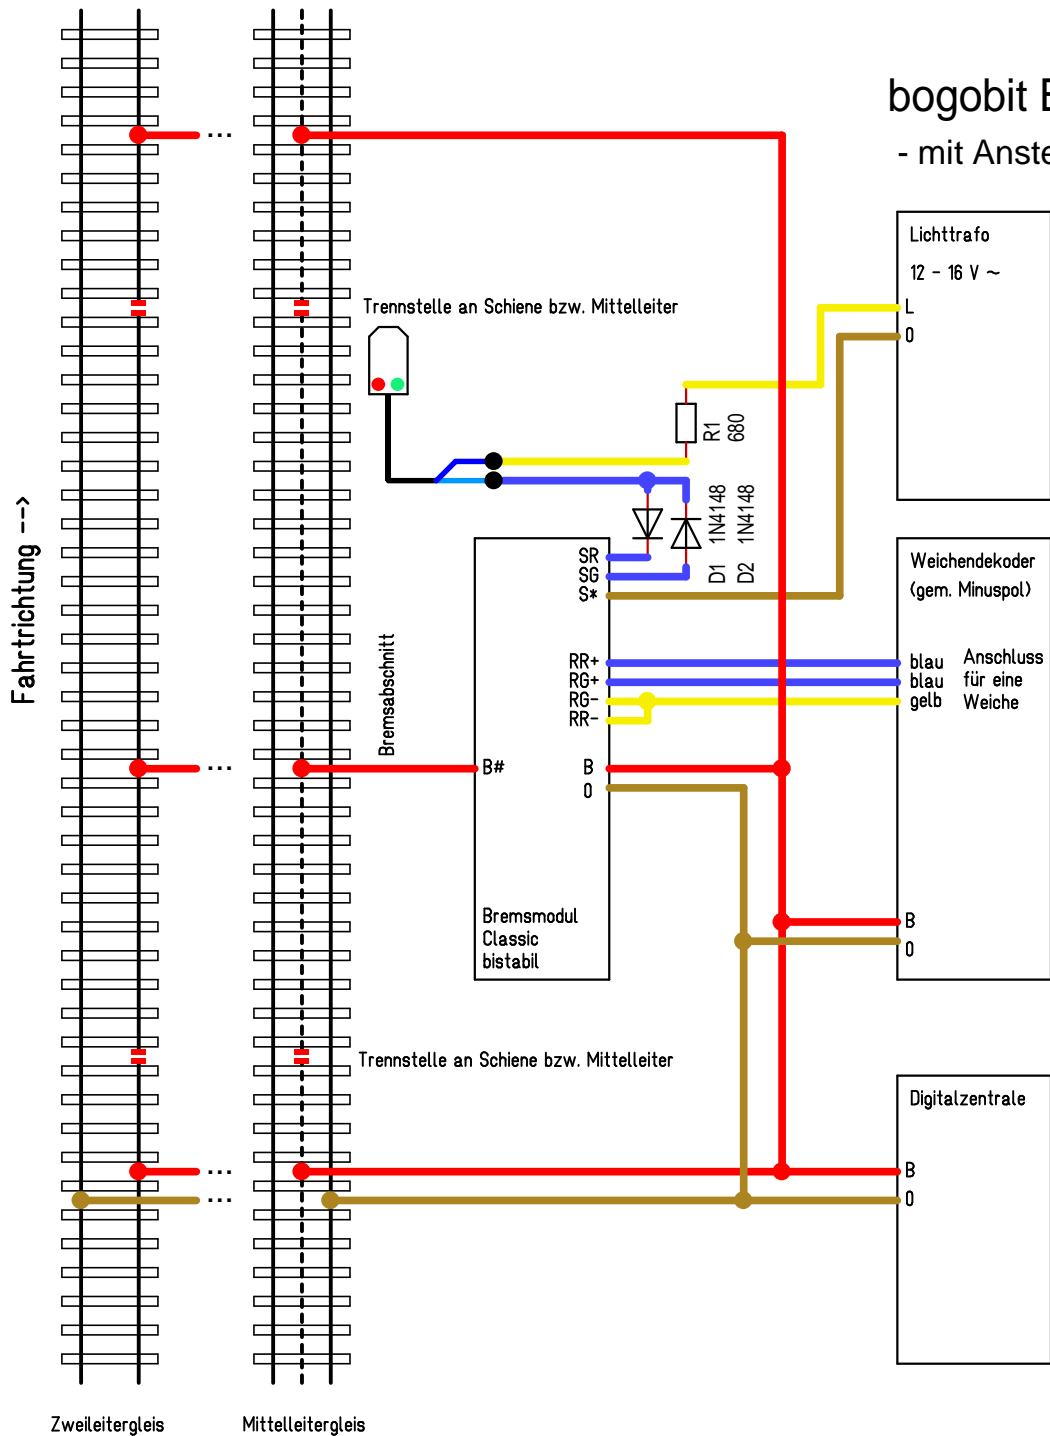 bogobit
- mit
Lichttrafo
12 - 16 V ~
L
0
Trennstelle an Schiene bzw. Mittelleiter
R1
680
D1 1N4148
D2 1N4148
Fahrtrichtung -->
SR
SG
S*
Weichendekoder
(gem. Minuspol)
RR+
RG+
RG-
RR-
blau
blau
gelb
Anschluss
für eine
Weiche
Bremsabschnitt
...
...
B#
B
0
Bremsmodul
Classic
bistabil
B
0
Trennstelle an Schiene bzw. Mittelleiter
Digitalzentrale
...
B
...
0
Zweileitergleis
Mittelleitergleis